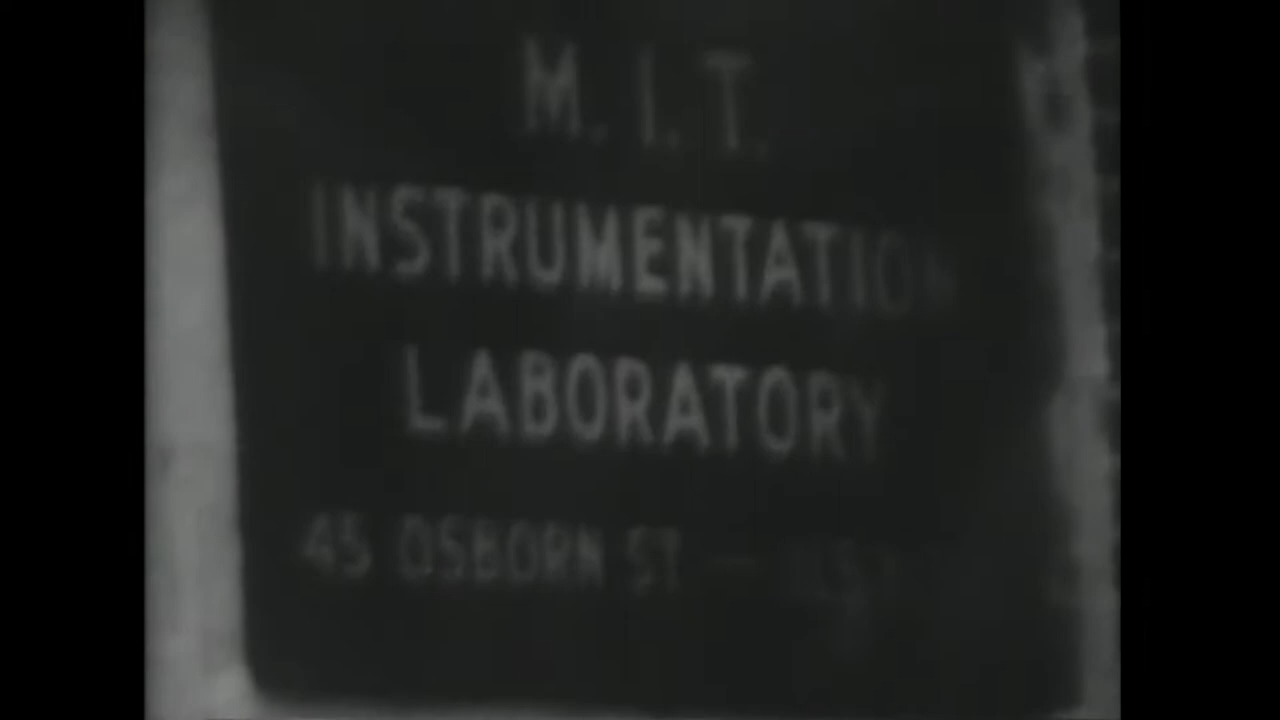 M. I. T.
INSTRUMENTATION
LABORATORY
45 OSBORN ST —